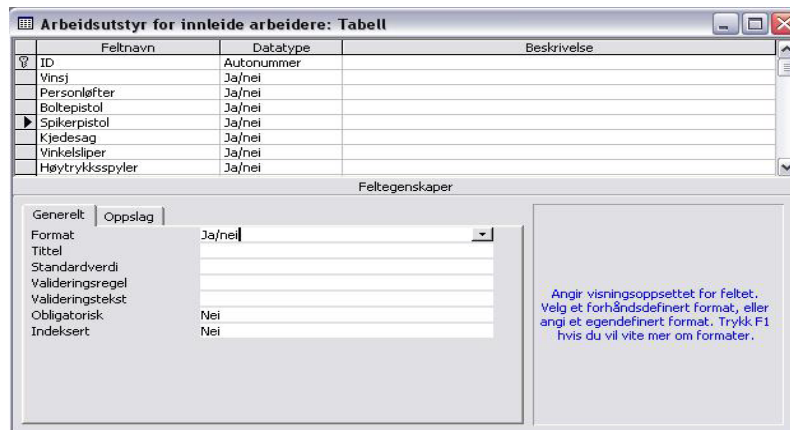 Arbeidsutstyr for innleide arbeidere: Tabell
Feltnavn Datatype Beskrivelse
ID Autonummer
Vinsj Ja/nei
Personløfter Ja/nei
Boltepistol Ja/nei
Spikerpistol Ja/nei
Kjedesag Ja/nei
Vinkelsliper Ja/nei
Høytrykksspyler Ja/nei
Feltegenskaper
Generelt Oppslag
Format Ja/nei
Tittel
Standardverdi
Valideringsregel
Valideringstekst
Obligatorisk Nei
Indeksert Nei
Angir visningsoppsettet for feltet.
Velg et forhåndsdefinert format, eller
angi et egendefinert format. Trykk F1
hvis du vil vite mer om formater.